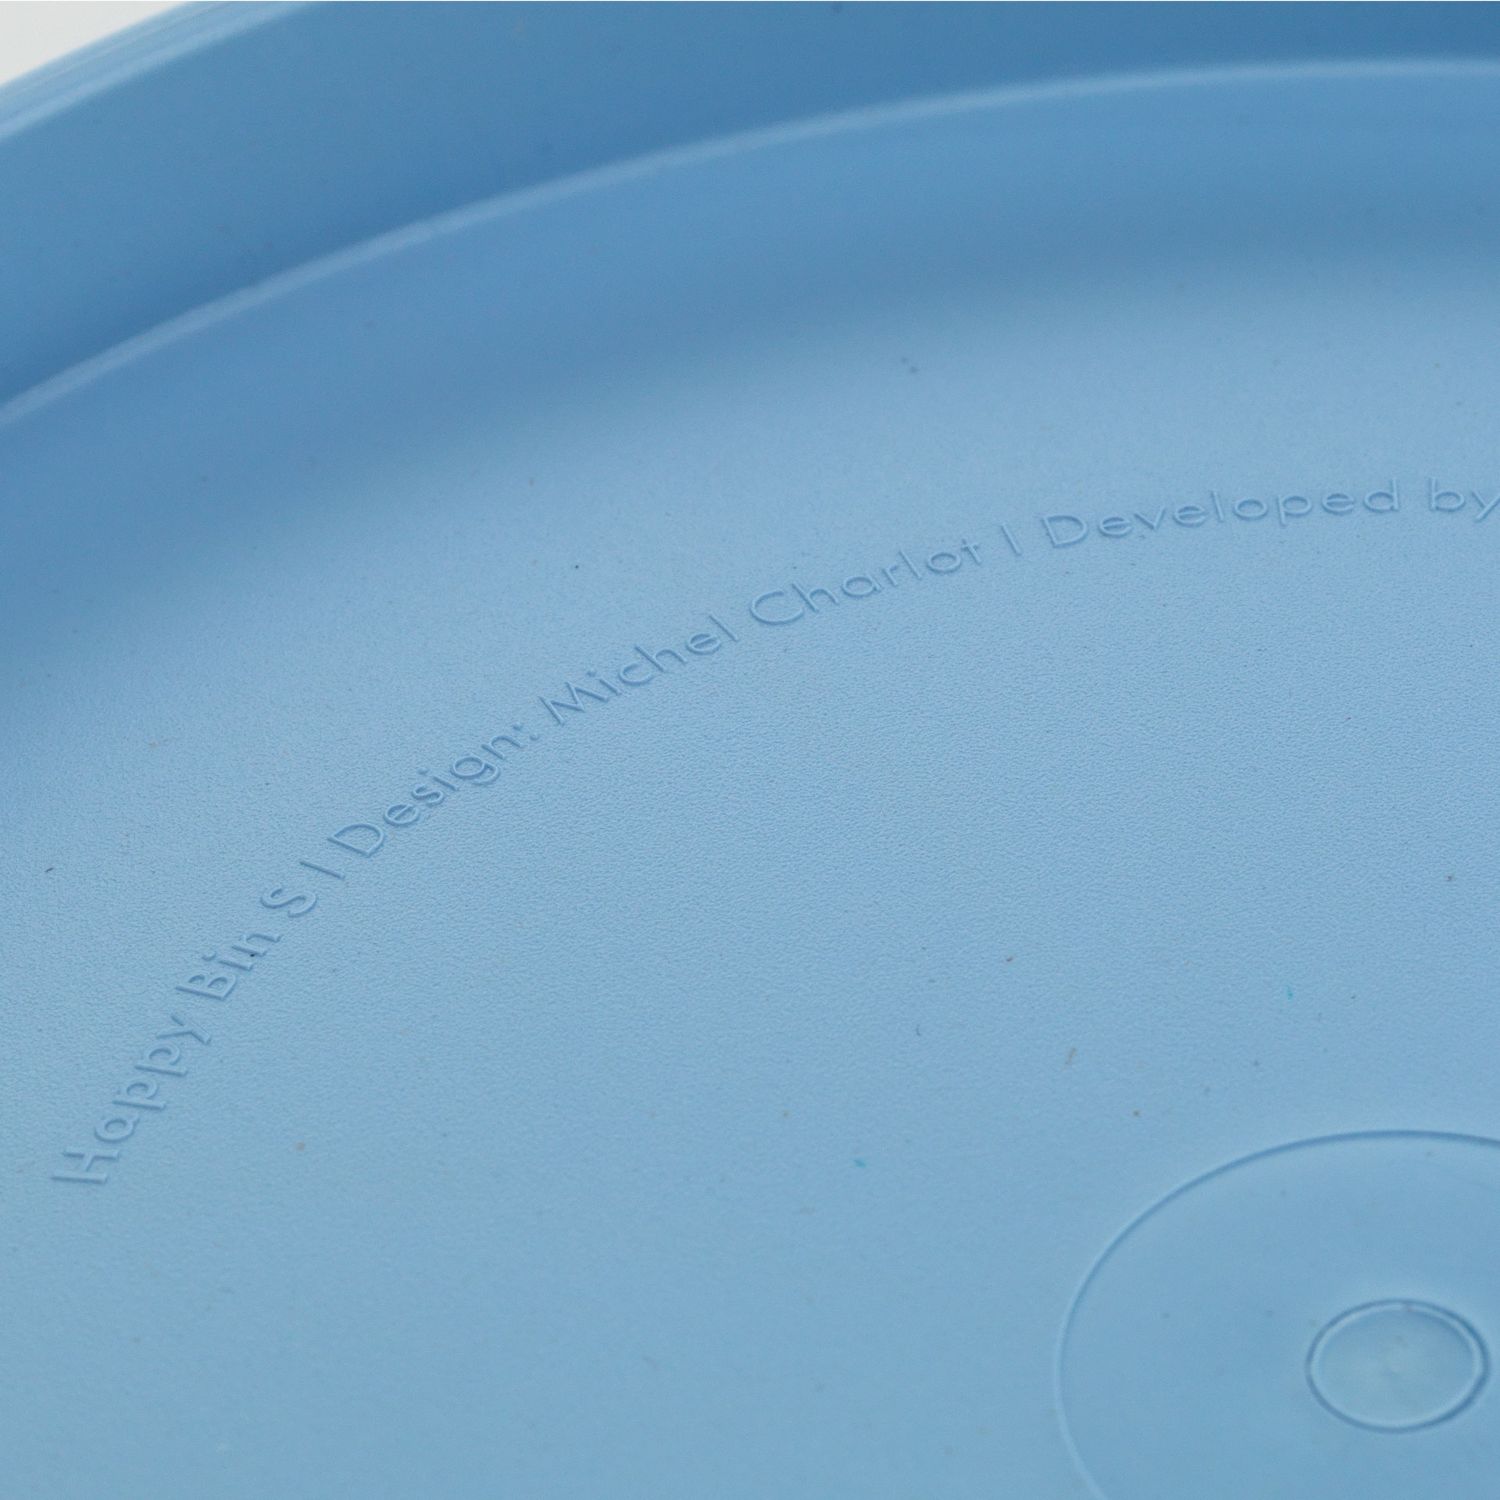 Happy Bin S | Design: Michel Charlot | Developed by